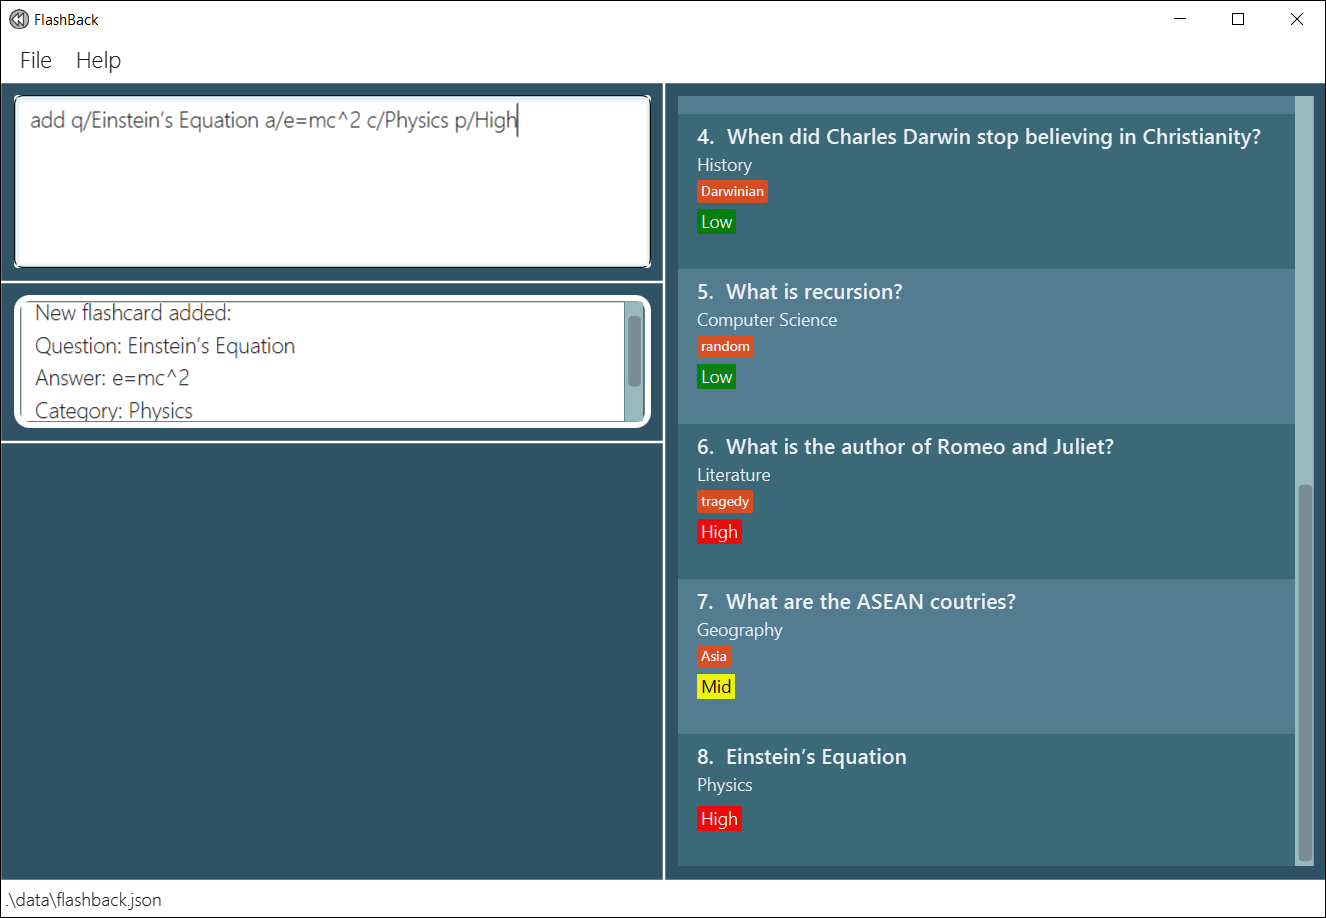 FlashBack
File Help
add q/Einstein’s Equation a/e=mc^2 c/Physics p/High
New flashcard added:
Question: Einstein’s Equation
Answer: e=mc^2
Category: Physics
4. When did Charles Darwin stop believing in Christianity?
History
Darwinian
Low
5. What is recursion?
Computer Science
random
Low
6. What is the author of Romeo and Juliet?
Literature
tragedy
High
7. What are the ASEAN coutries?
Geography
Asia
Mid
8. Einstein’s Equation
Physics
High
.\data\flashback.json